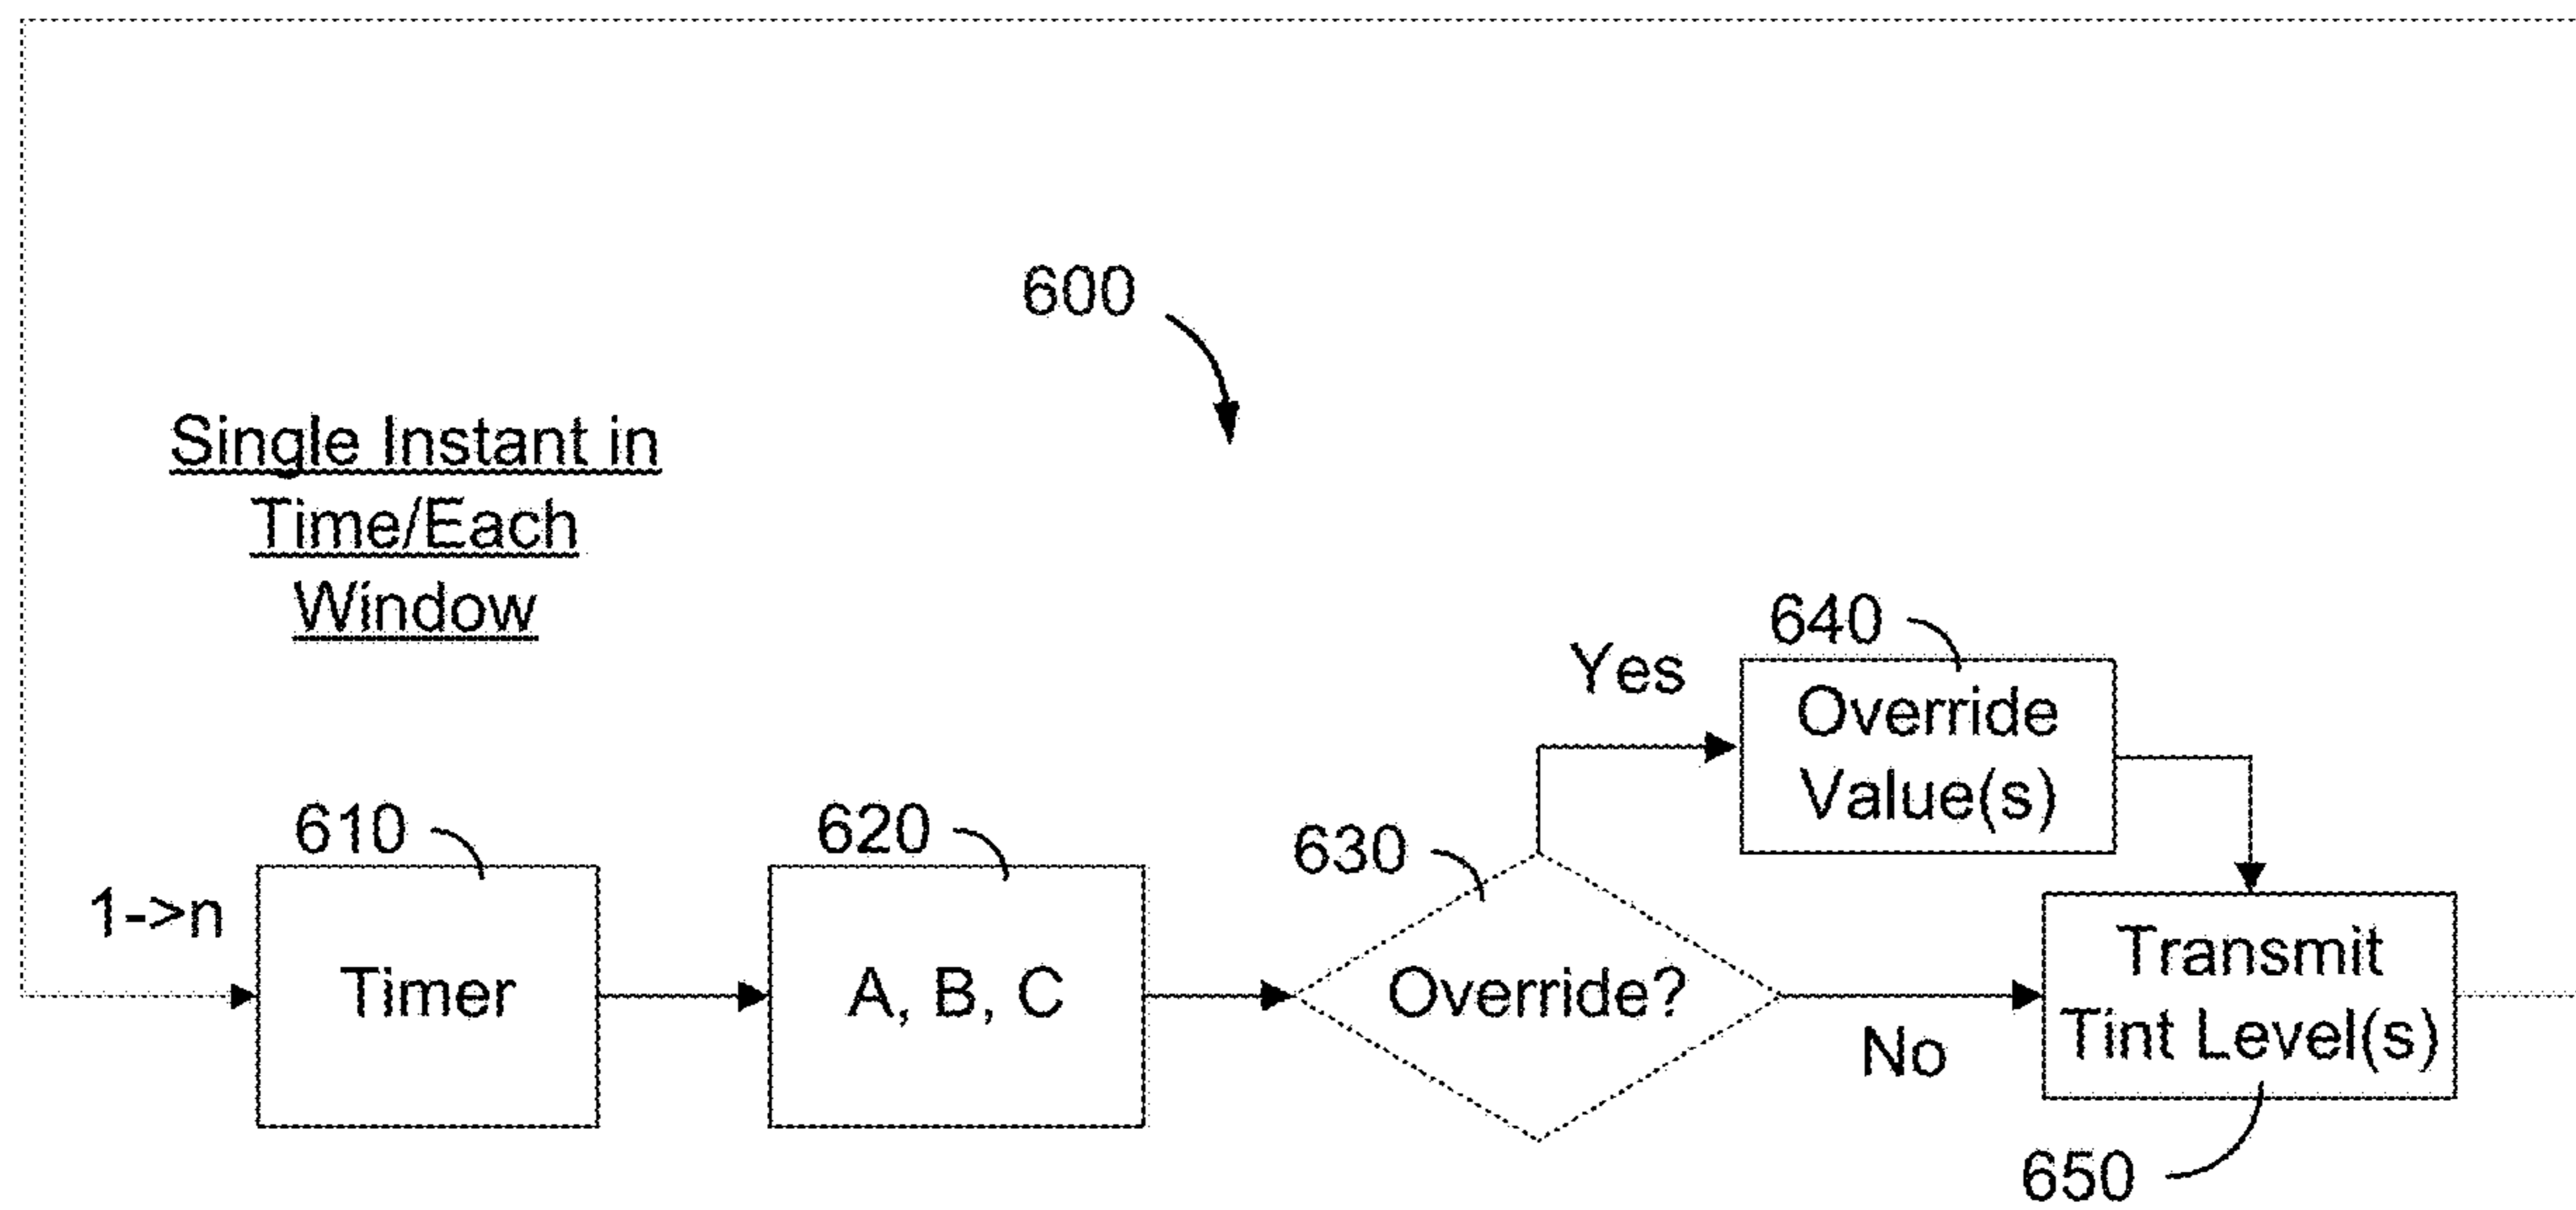 600
Single Instant in
Time/Each
Window
640
Yes
Override
Value(s)
610
620
630
1->n
Timer
A, B, C
Override?
No
Transmit
Tint Level(s)
650